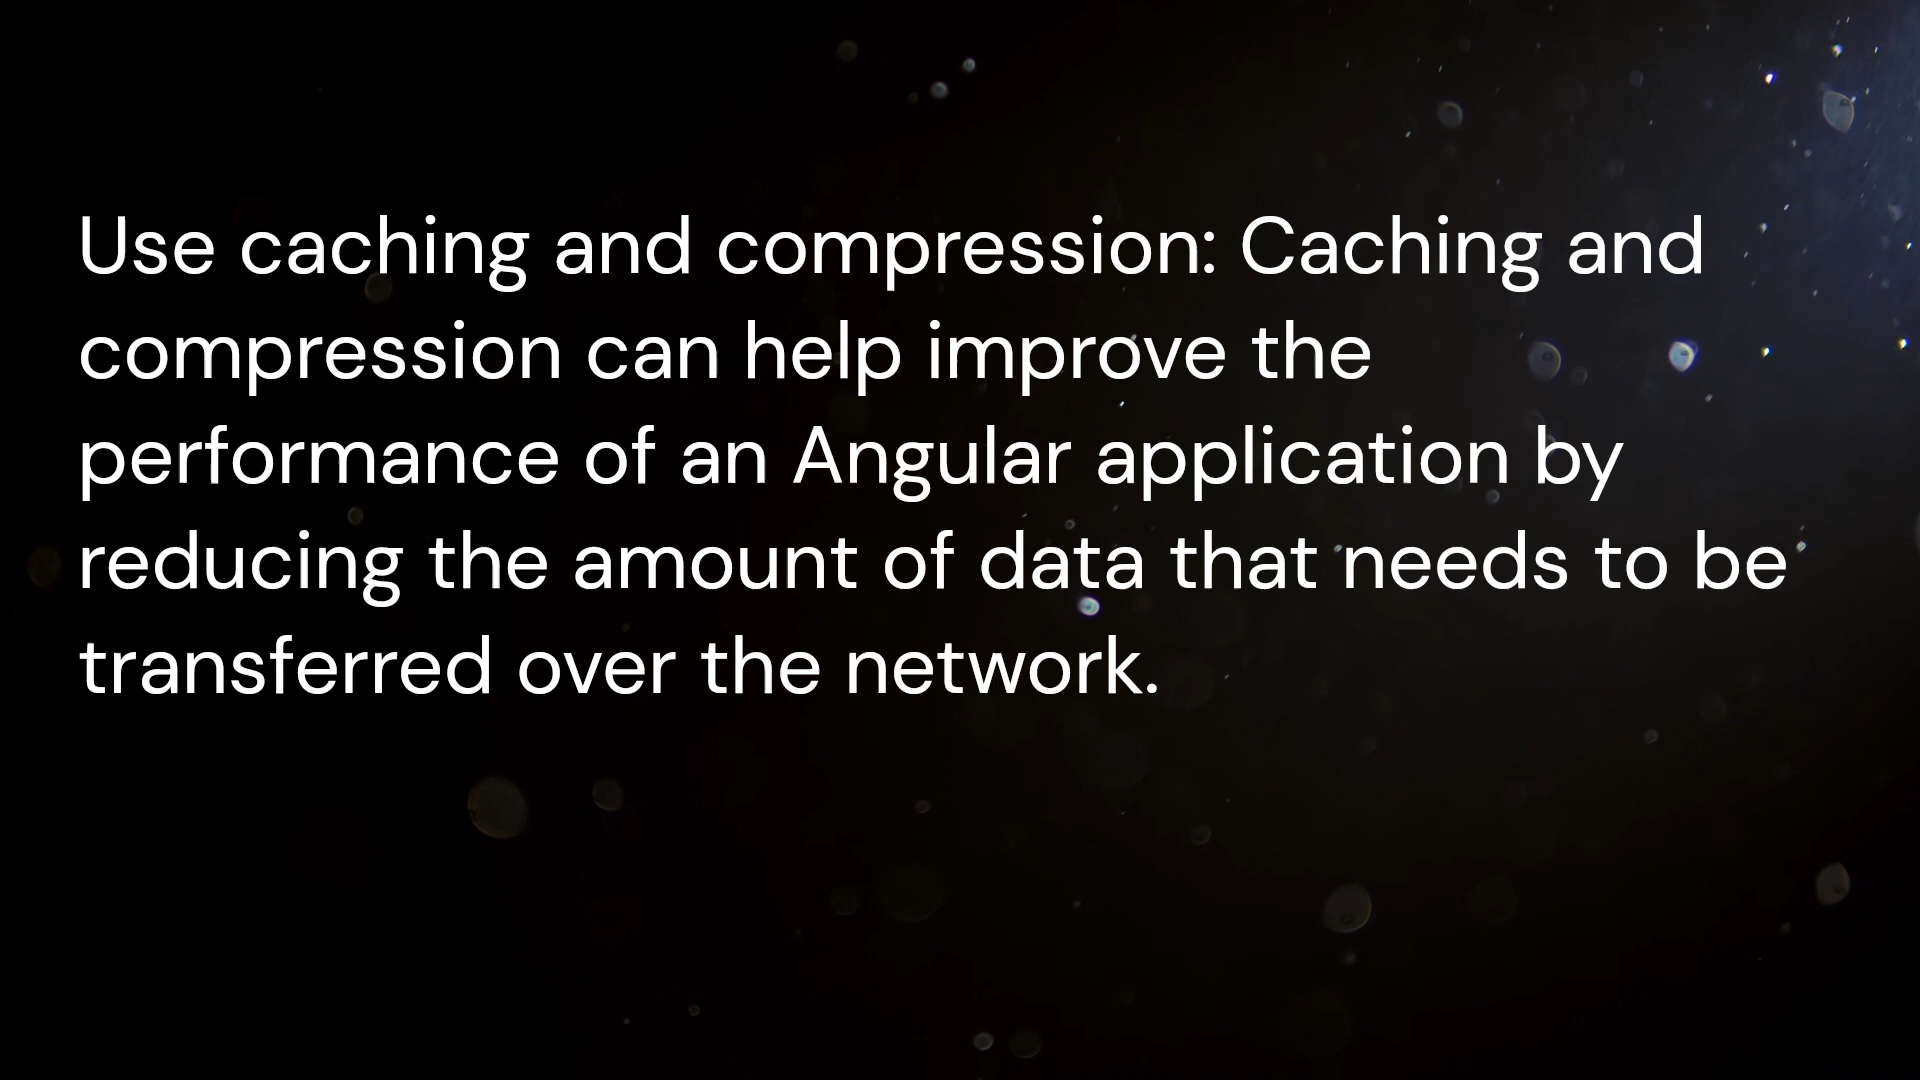 Use caching and compression: Caching and
compression can help improve the
performance of an Angular application by
reducing the amount of data that needs to be
transferred over the network.